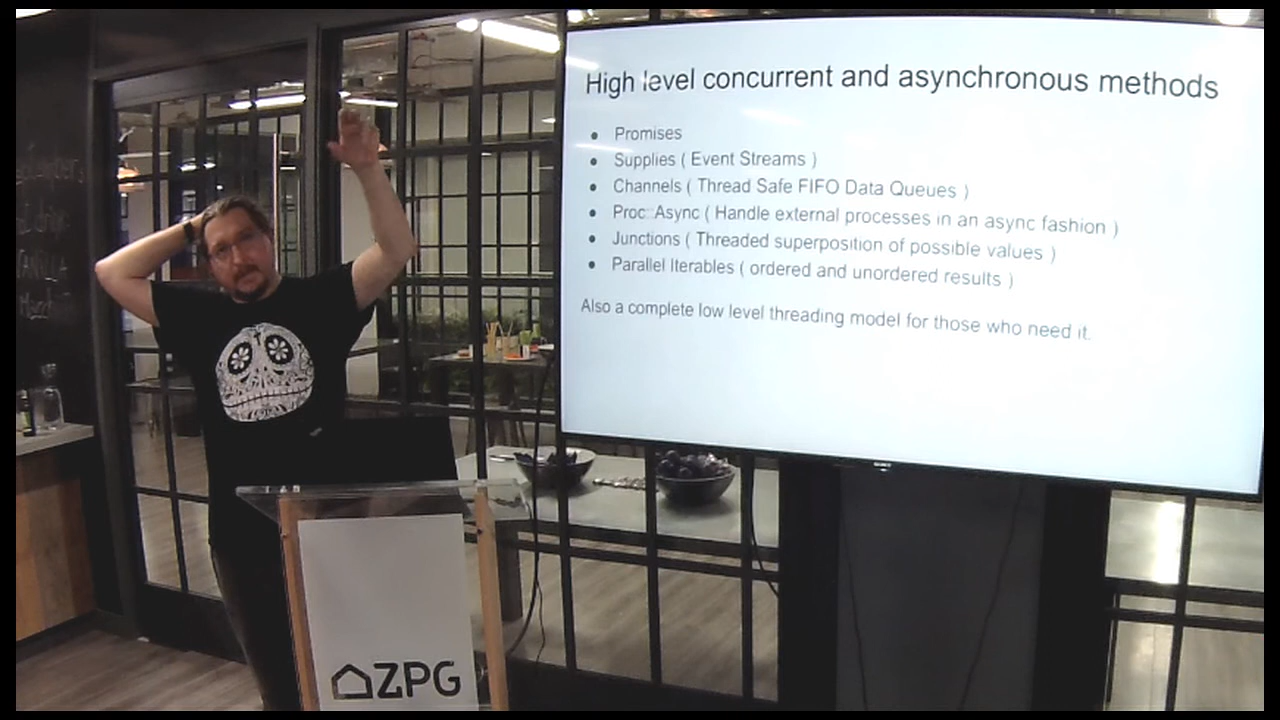 High level concurrent and asynchronous methods
● Promises
● Supplies ( Event Streams )
● Channels ( Thread Safe FIFO Data Queues )
● Proc::Async ( Handle external processes in an async fashion )
● Junctions ( Threaded superposition of possible values )
● Parallel Iterables ( ordered and unordered results )
Also a complete low level threading model for those who need it.
SONY
ZPG